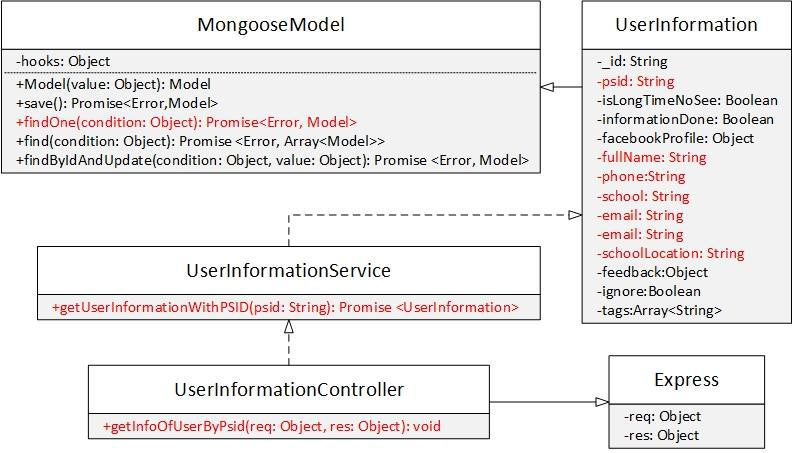 MongooseModel
-hooks: Object
+Model(value: Object): Model
+save(): Promise<Error,Model>
+findOne(condition: Object): Promise<Error, Model>
+find(condition: Object): Promise <Error, Array<Model>>
+findByIdAndUpdate(condition: Object, value: Object): Promise <Error, Model>
UserInformation
-_id: String
-psid: String
-isLongTimeNoSee: Boolean
-informationDone: Boolean
-facebookProfile: Object
-fullName: String
-phone:String
-school: String
-email: String
-email: String
-schoolLocation: String
-feedback:Object
-ignore:Boolean
-tags:Array<String>
UserInformationService
+getUserInformationWithPSID(psid: String): Promise <UserInformation>
UserInformationController
+getInfoOfUserByPsid(req: Object, res: Object): void
Express
-req: Object
-res: Object